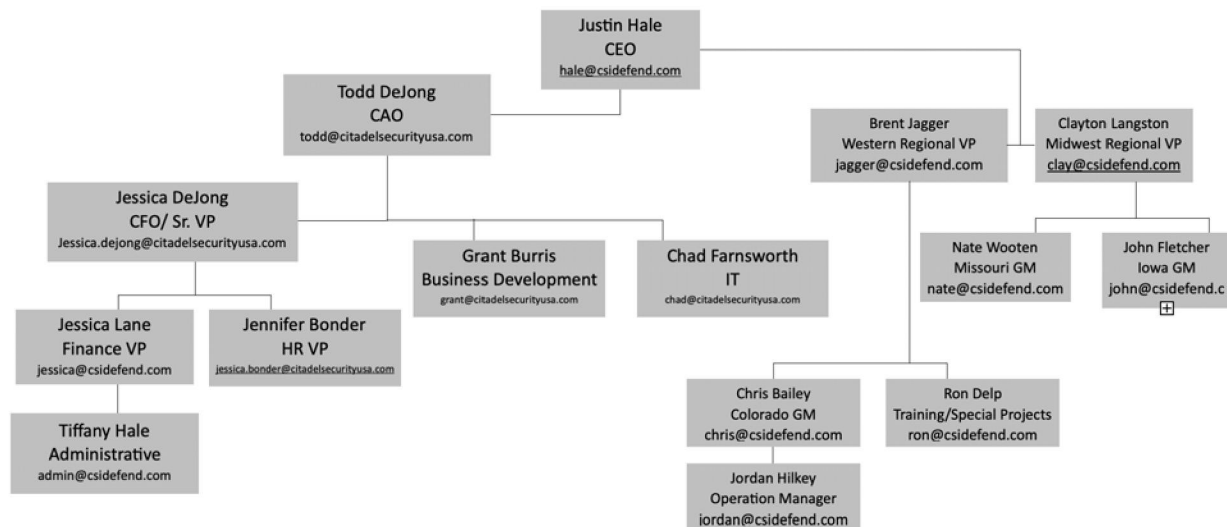 Justin Hale
CEO
hale@csidefend.com
Todd DeJong
CAO
todd@citadelsecurityusa.com
Brent Jagger
Western Regional VP
jagger@csidefend.com
Clayton Langston
Midwest Regional VP
clay@csidefend.com
Jessica DeJong
CFO/ Sr. VP
Jessica.dejong@citadelsecurityusa.com
Grant Burris
Business Development
grant@citadelsecurityusa.com
Chad Farnsworth
IT
chad@citadelsecurityusa.com
Nate Wooten
Missouri GM
nate@csidefend.com
John Fletcher
Iowa GM
john@csidefend.c
Jessica Lane
Finance VP
jessica@csidefend.com
Jennifer Bonder
HR VP
jessica.bonder@citadelsecurityusa.com
Chris Bailey
Colorado GM
chris@csidefend.com
Ron Delp
Training/Special Projects
ron@csidefend.com
Tiffany Hale
Administrative
admin@csidefend.com
Jordan Hilkey
Operation Manager
jordan@csidefend.com